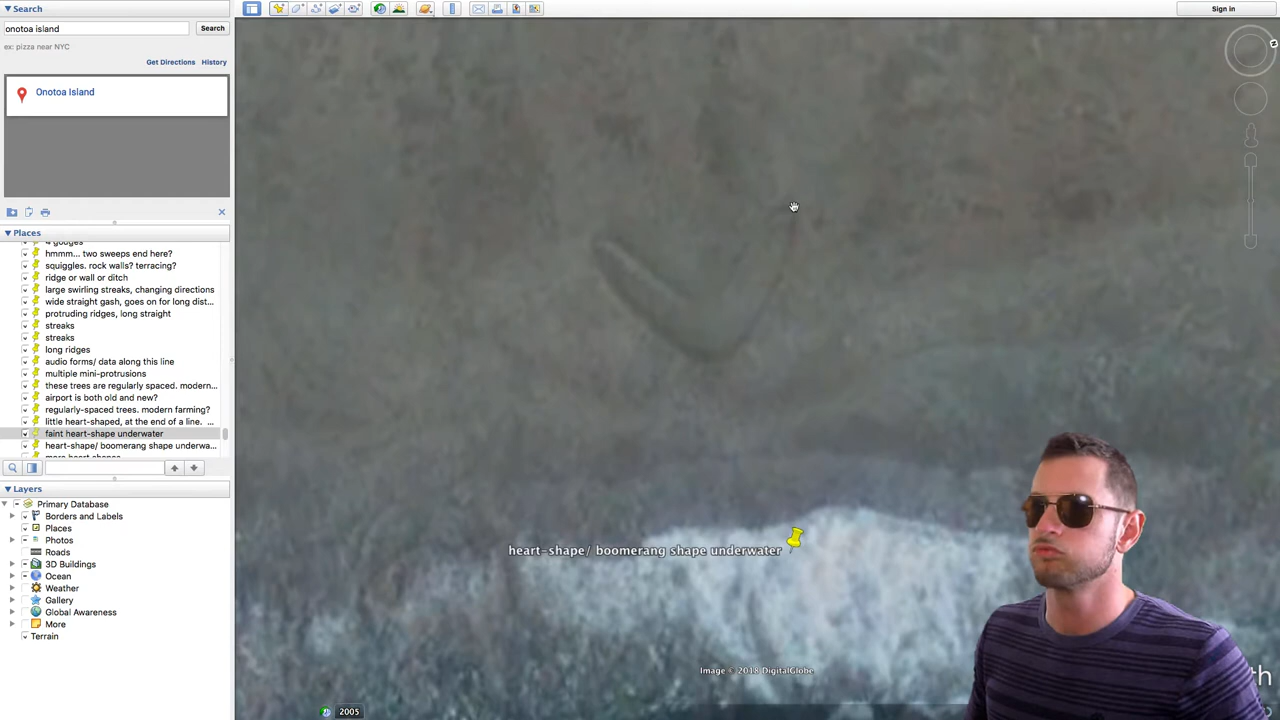 Search
Sign in
onotoa island
Search
ex: pizza near NYC
Get Directions
History
Onotoa Island
Places
4 gouges
hmmm... two sweeps end here?
squiggles. rock walls? terracing?
ridge or wall or ditch
large swirling streaks, changing directions
wide straight gash, goes on for long dist...
protruding ridges, long straight
streaks
streaks
long ridges
audio forms/ data along this line
multiple mini-protrusions
these trees are regularly spaced. modern...
airport is both old and new?
regularly-spaced trees. modern farming?
little heart-shaped, at the end of a line. ...
faint heart-shape underwater
heart-shape/ boomerang shape underwa...
more heart shapes
Layers
Primary Database
Borders and Labels
Places
Photos
Roads
3D Buildings
Ocean
Weather
Gallery
Global Awareness
More
Terrain
heart-shape/ boomerang shape underwater
Image © 2018 DigitalGlobe
th
2005